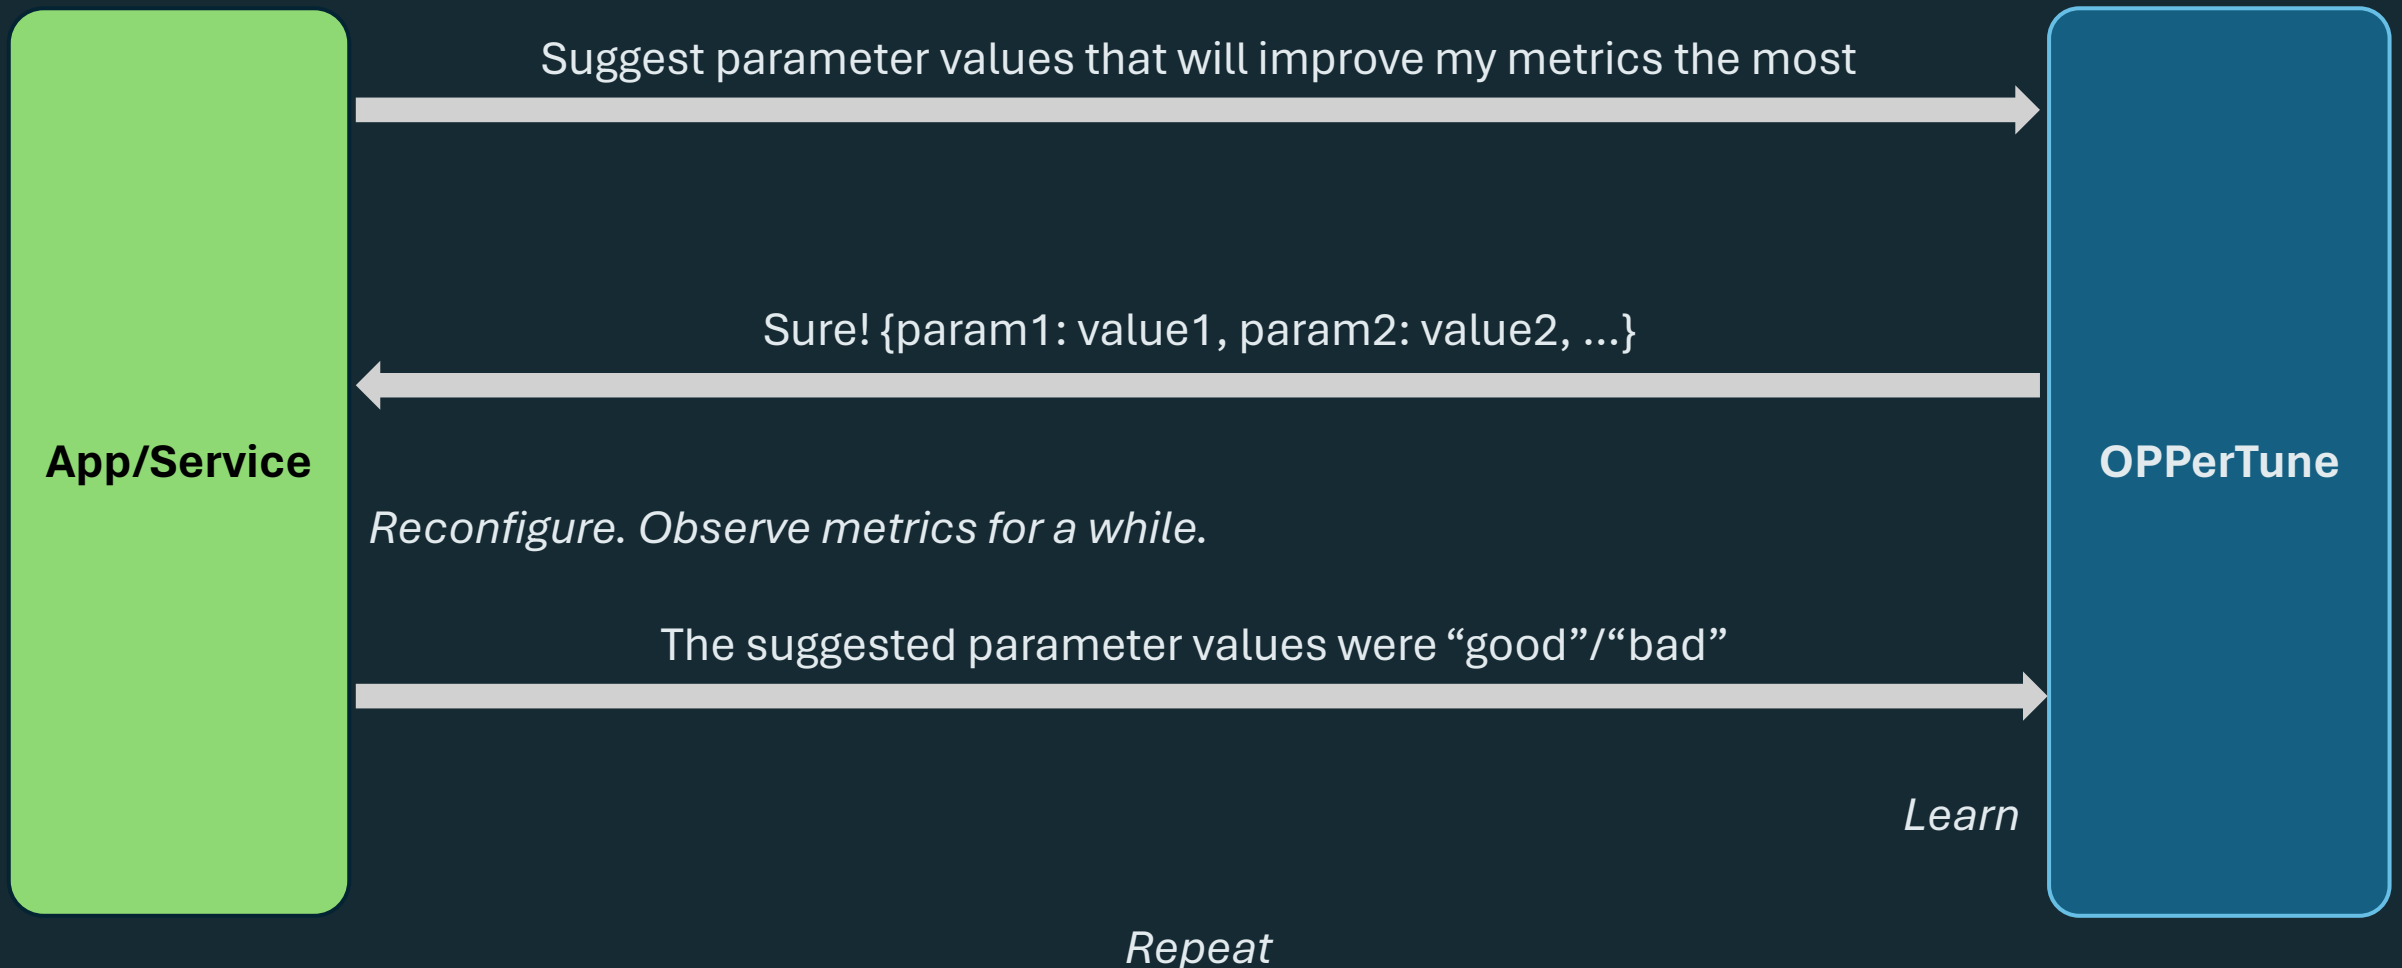 Suggest parameter values that will improve my metrics the most
Sure! {param1: value1, param2: value2, ...}
App/Service
OPPerTune
Reconfigure. Observe metrics for a while.
The suggested parameter values were “good”/“bad”
Learn
Repeat